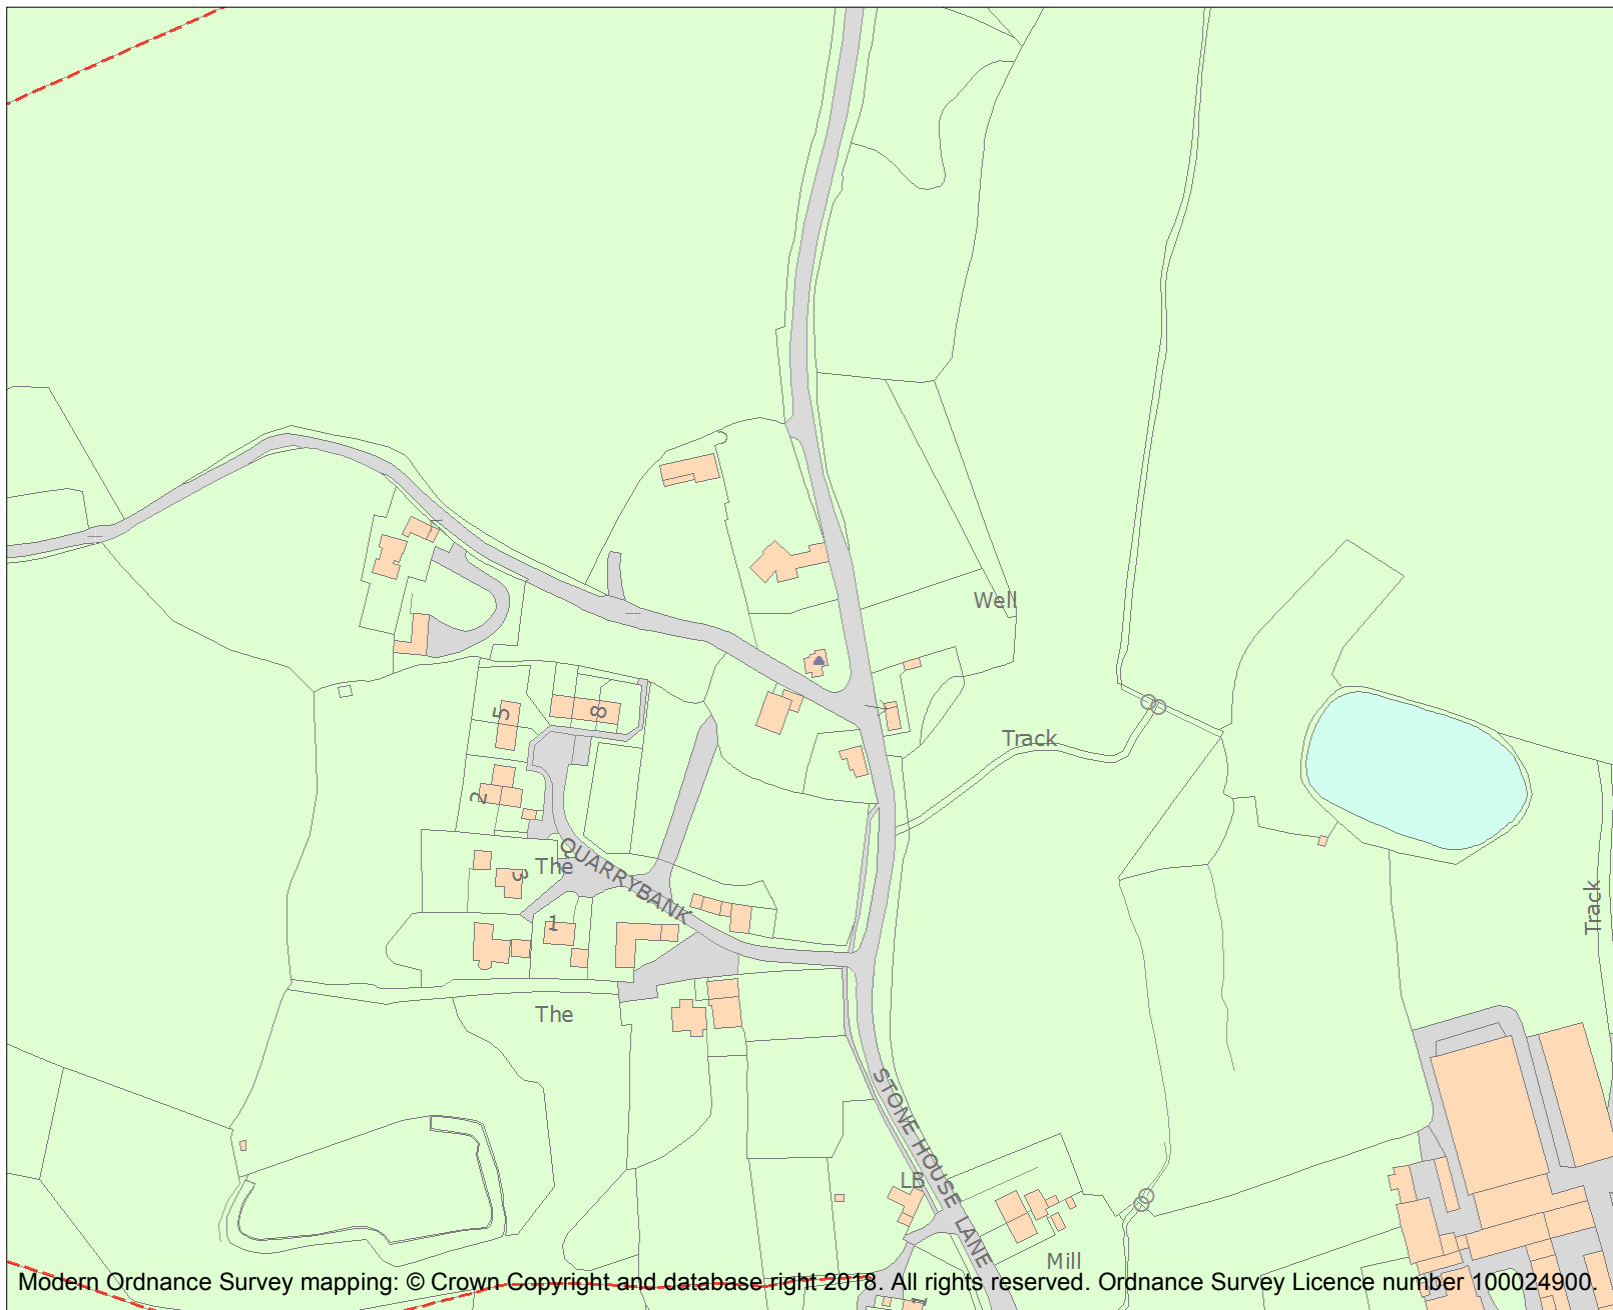 Well
Track
5
8
2
QUARRYBANK
The
3
1
Track
The
STONE HOUSE LANE
LB
Mill
1
Modern Ordnance Survey mapping: © Crown Copyright and database right 2018. All rights reserved. Ordnance Survey Licence number 100024900.